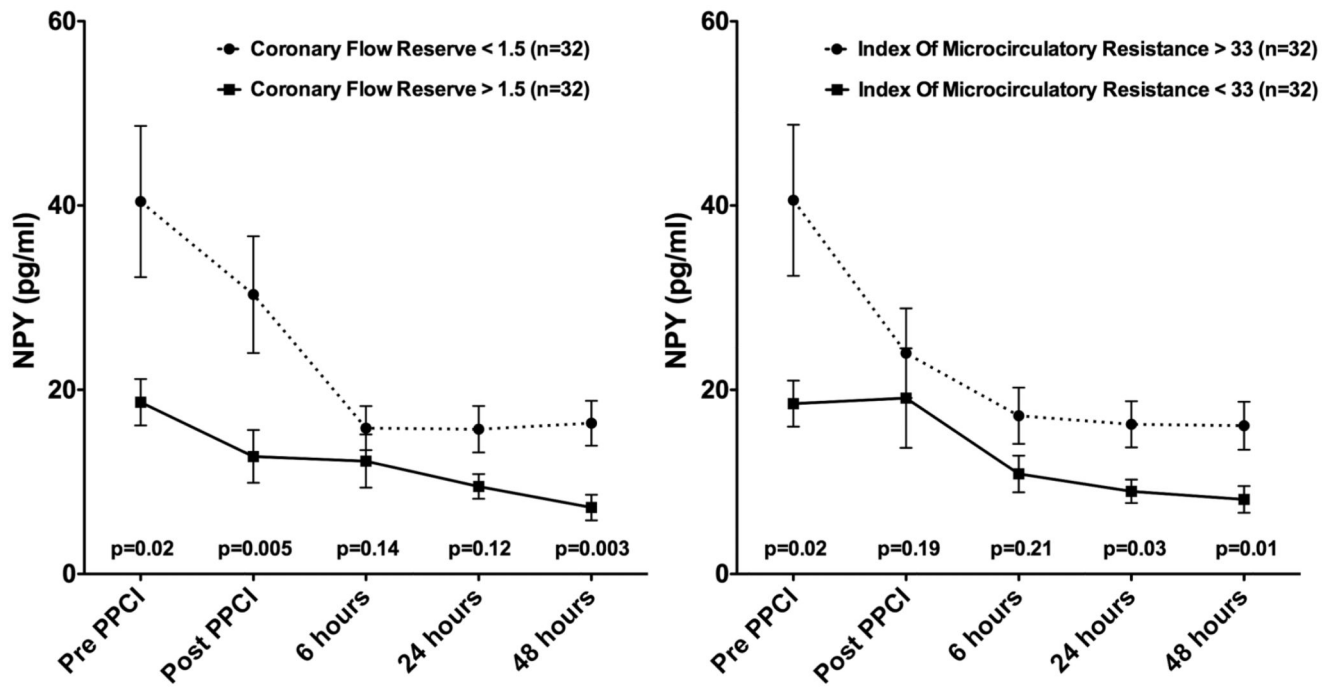 60
40
20
0
NPY (pg/ml)
Coronary Flow Reserve < 1.5 (n=32)
Coronary Flow Reserve > 1.5 (n=32)
p=0.02 p=0.005 p=0.14 p=0.12 p=0.003
Pre PPCI Post PPCI 6 hours 24 hours 48 hours
60
40
20
0
NPY (pg/ml)
Index Of Microcirculatory Resistance > 33 (n=32)
Index Of Microcirculatory Resistance < 33 (n=32)
p=0.02 p=0.19 p=0.21 p=0.03 p=0.01
Pre PPCI Post PPCI 6 hours 24 hours 48 hours